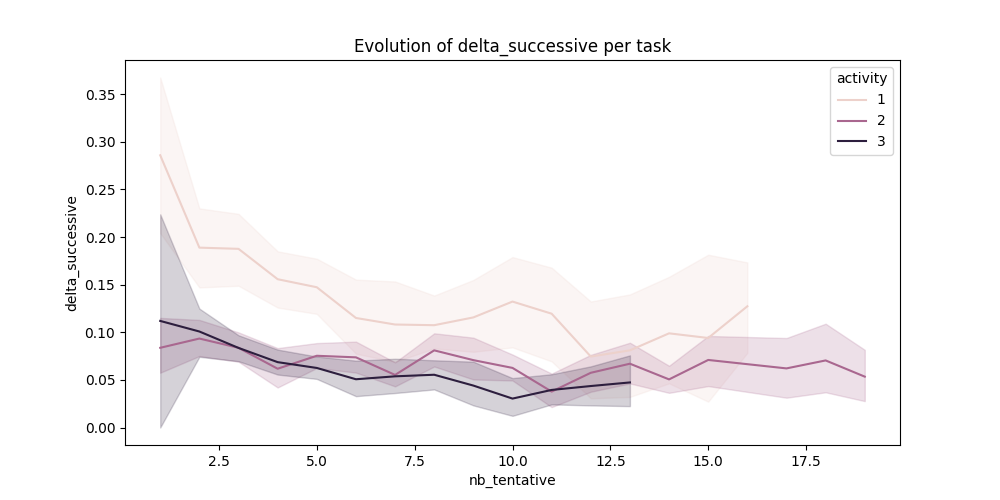 Evolution of delta_successive per task
activity
1
2
3
delta_successive
0.35
0.30
0.25
0.20
0.15
0.10
0.05
0.00
2.5 5.0 7.5 10.0 12.5 15.0 17.5
nb_tentative